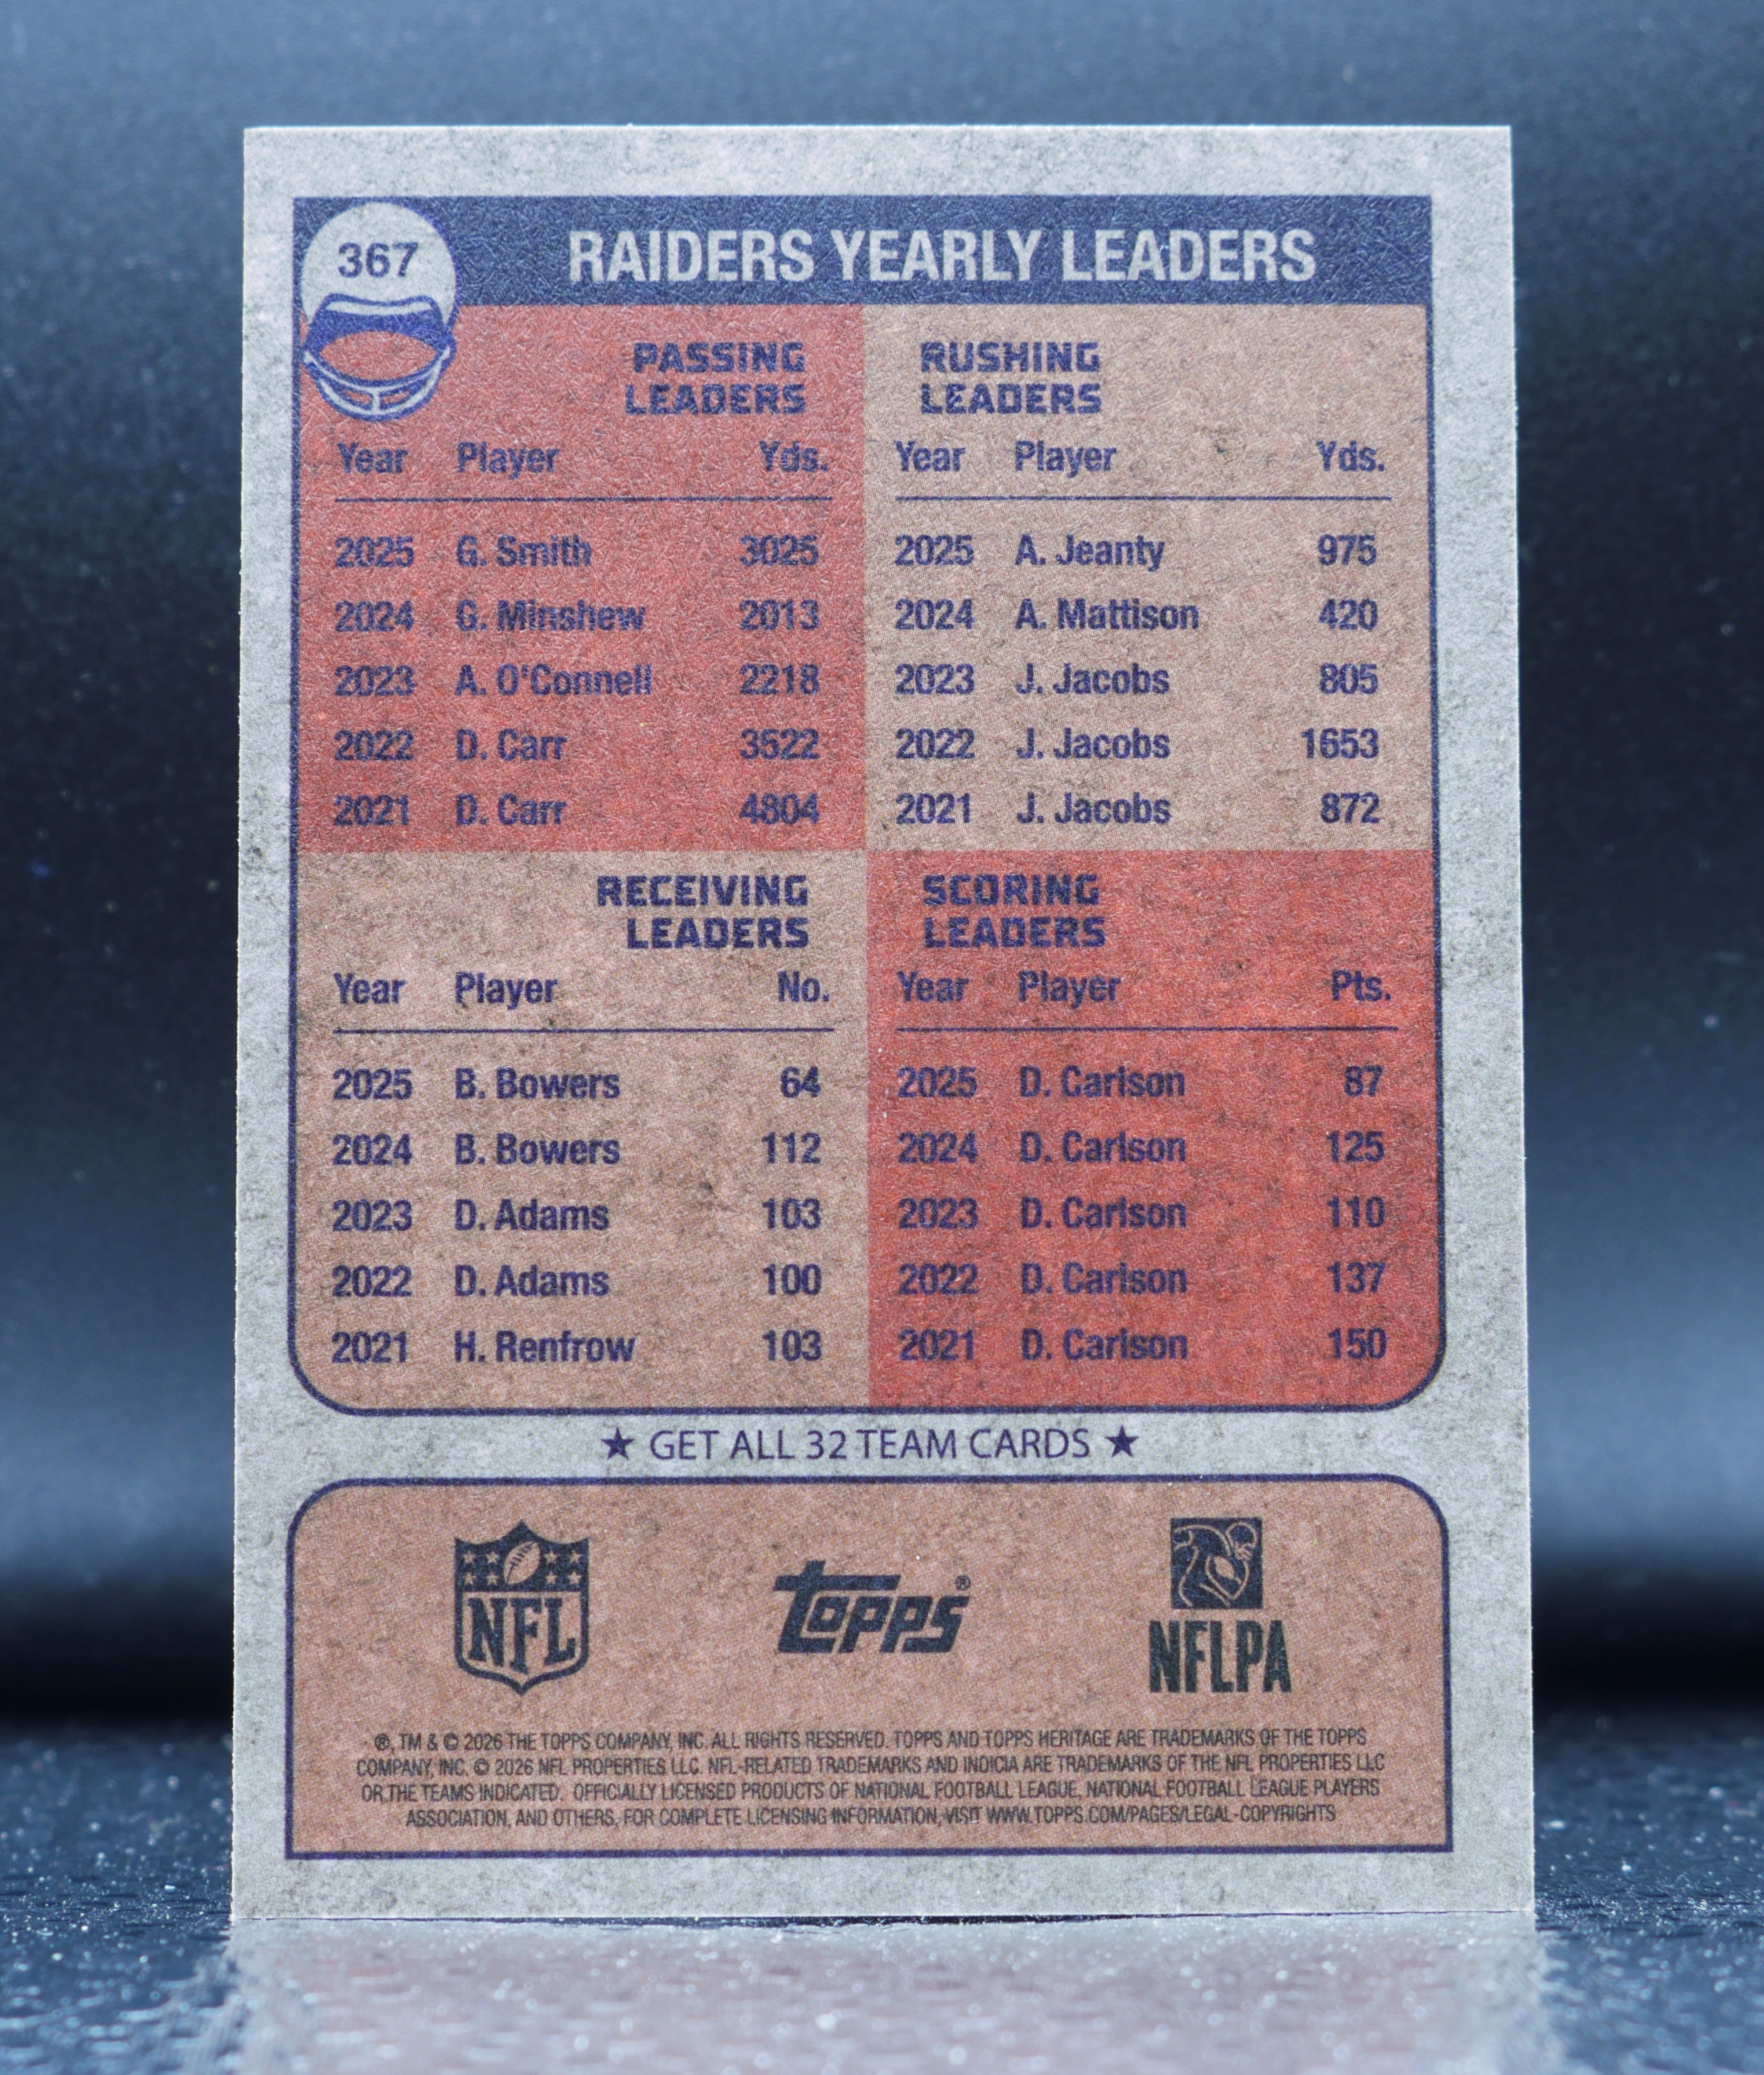 367
RAIDERS YEARLY LEADERS
PASSING
LEADERS
Year Player Yds.
2025 G. Smith 3025
2024 G. Minshew 2013
2023 A. O'Connell 2218
2022 D. Carr 3522
2021 D. Carr 4804
RUSHING
LEADERS
Year Player Yds.
2025 A. Jeanty 975
2024 A. Mattison 420
2023 J. Jacobs 805
2022 J. Jacobs 1653
2021 J. Jacobs 872
RECEIVING
LEADERS
Year Player No.
2025 B. Bowers 64
2024 B. Bowers 112
2023 D. Adams 103
2022 D. Adams 100
2021 H. Renfrow 103
SCORING
LEADERS
Year Player Pts.
2025 D. Carlson 87
2024 D. Carlson 125
2023 D. Carlson 110
2022 D. Carlson 137
2021 D. Carlson 150
★ GET ALL 32 TEAM CARDS ★
NFL
topps®
NFLPA
®, TM & © 2026 THE TOPPS COMPANY, INC. ALL RIGHTS RESERVED. TOPPS AND TOPPS HERITAGE ARE TRADEMARKS OF THE TOPPS
COMPANY, INC. © 2026 NFL PROPERTIES LLC. NFL-RELATED TRADEMARKS AND INDICIA ARE TRADEMARKS OF THE NFL PROPERTIES LLC
OR THE TEAMS INDICATED. OFFICIALLY LICENSED PRODUCTS OF NATIONAL FOOTBALL LEAGUE, NATIONAL FOOTBALL LEAGUE PLAYERS
ASSOCIATION, AND OTHERS, FOR COMPLETE LICENSING INFORMATION, VISIT WWW.TOPPS.COM/PAGES/LEGAL-COPYRIGHTS